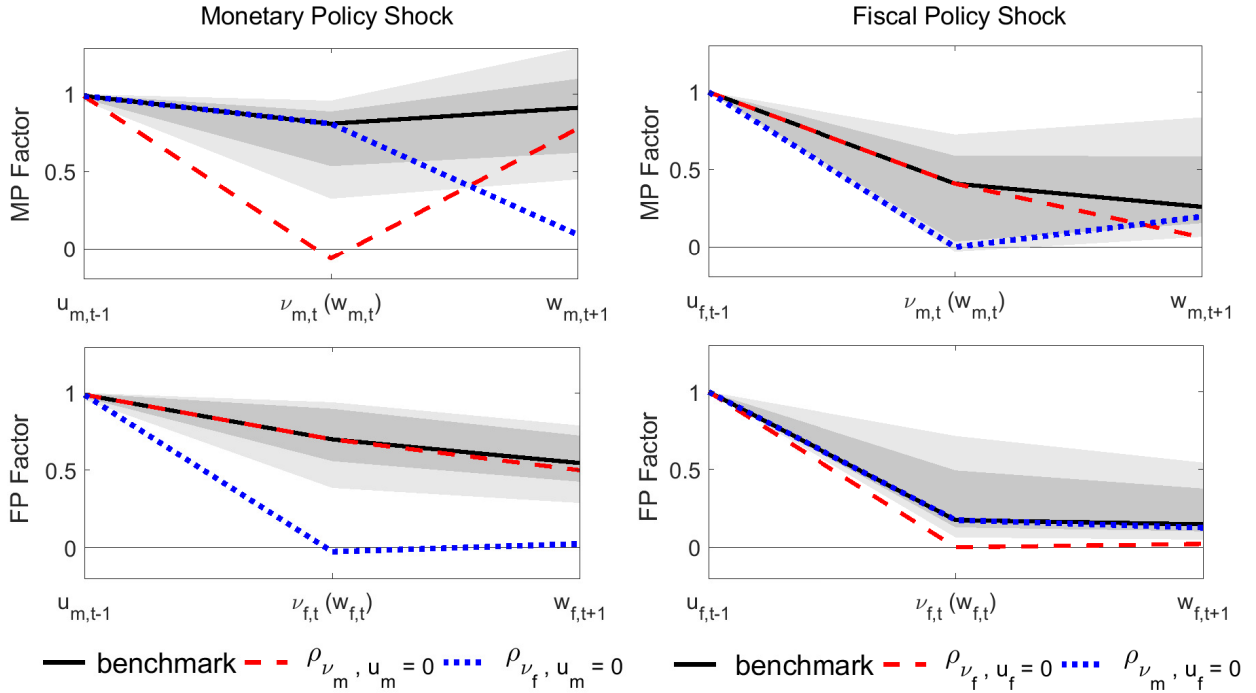 Monetary Policy Shock
Fiscal Policy Shock
MP Factor
1
0.5
0
u_{m,t-1} ν_{m,t} (w_{m,t}) w_{m,t+1}
MP Factor
1
0.5
0
u_{f,t-1} ν_{m,t} (w_{m,t}) w_{m,t+1}
FP Factor
1
0.5
0
u_{m,t-1} ν_{f,t} (w_{f,t}) w_{f,t+1}
FP Factor
1
0.5
0
u_{f,t-1} ν_{f,t} (w_{f,t}) w_{f,t+1}
benchmark ρ_{ν_m, u_m = 0} ρ_{ν_f, u_m = 0}
benchmark ρ_{ν_f, u_f = 0} ρ_{ν_m, u_f = 0}